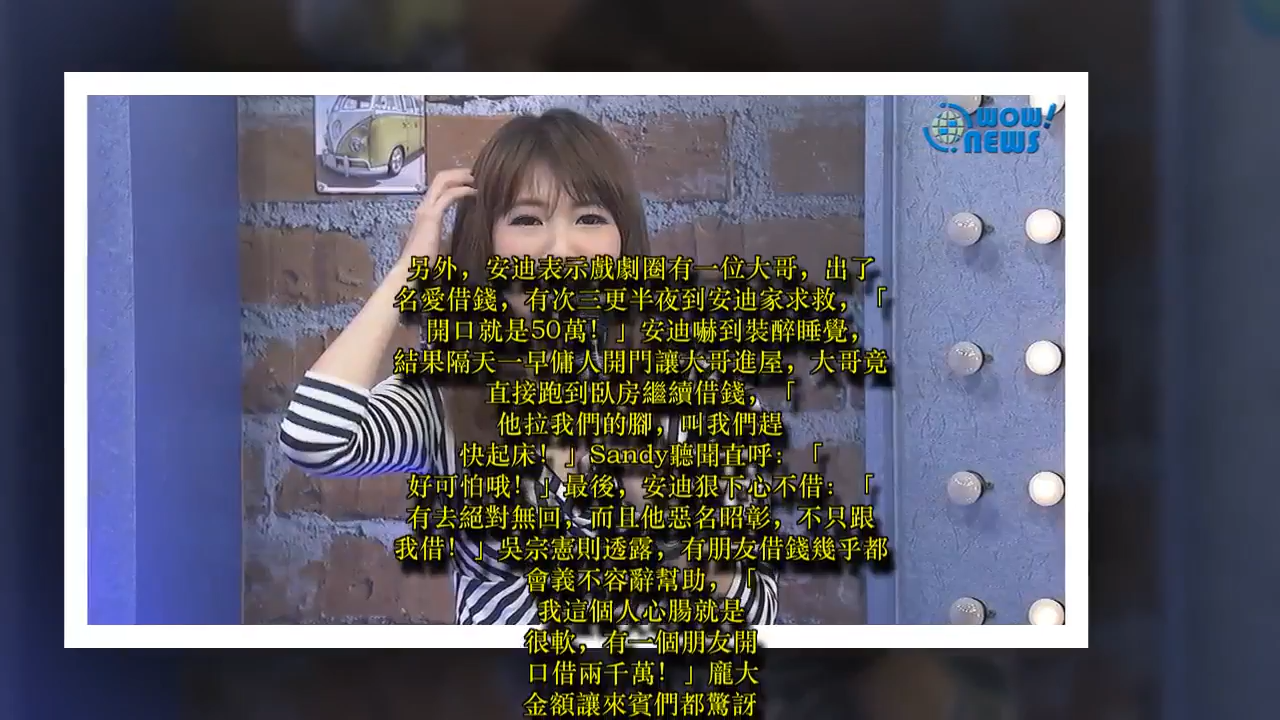 WOW!
NEWS
另外，安迪表示戲劇圈有一位大哥，出了
名愛借錢，有次三更半夜到安迪家求救，「
開口就是50萬！」安迪嚇到裝醉睡覺，
結果隔天一早傭人開門讓大哥進屋，大哥竟
直接跑到臥房繼續借錢，「
他拉我們的腳，叫我們趕
快起床！」Sandy聽聞直呼：「
好可怕哦！」最後，安迪狠下心不借：「
有去絕對無回，而且他惡名昭彰，不只跟
我借！」吳宗憲則透露，有朋友借錢幾乎都
會義不容辭幫助，「
我這個人心腸就是
很軟，有一個朋友開
口借兩千萬！」龐大
金額讓來賓們都驚訝